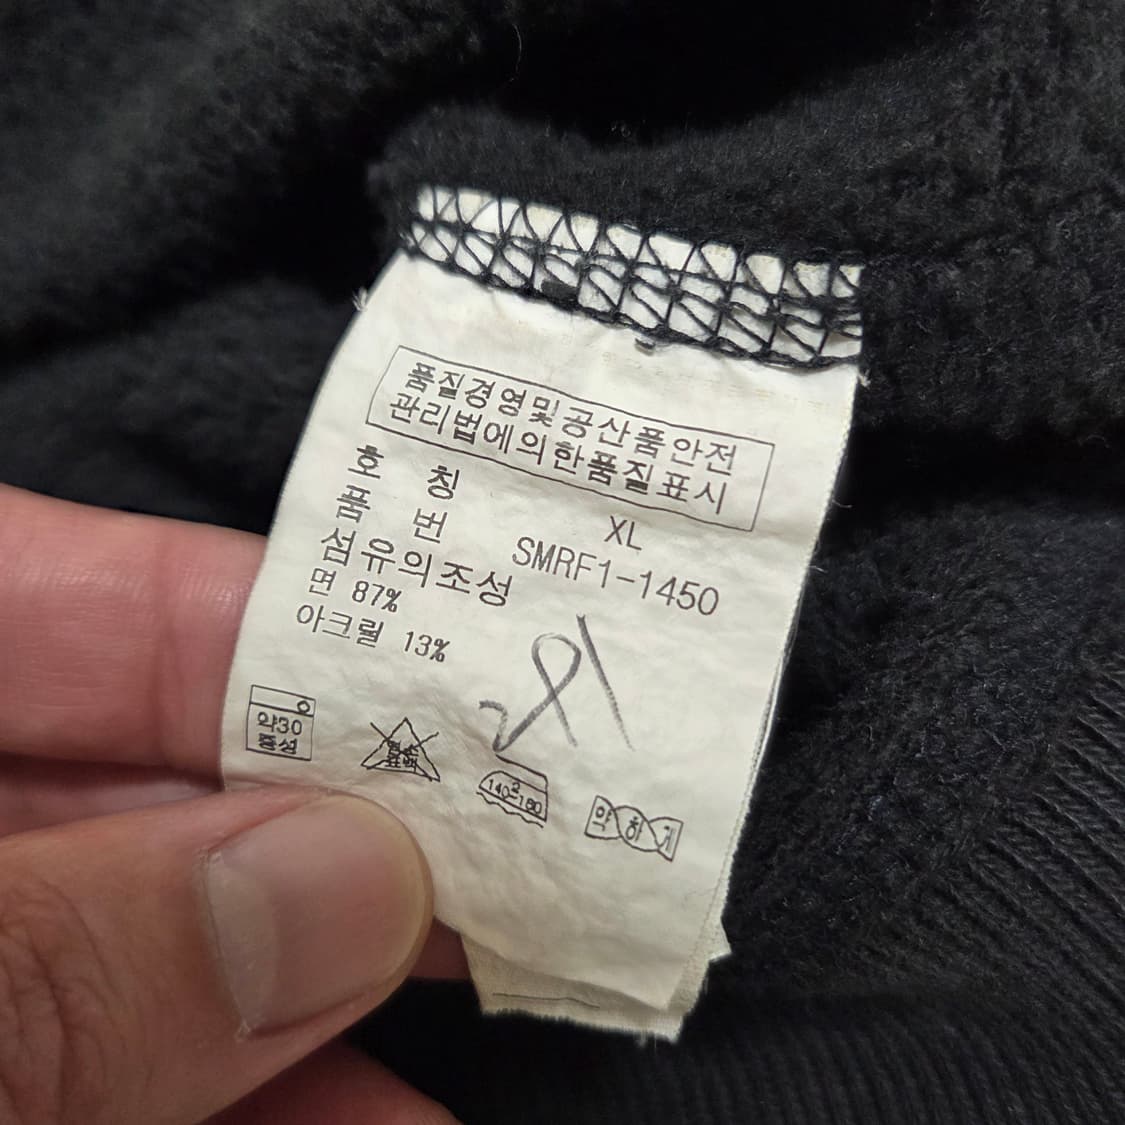 품질경영및공산품안전
관리법에의한품질표시
호 칭 XL
품 번 SMRF1-1450
섬유의조성
면 87%
아크릴 13%
약30
중성
140-160
약하게